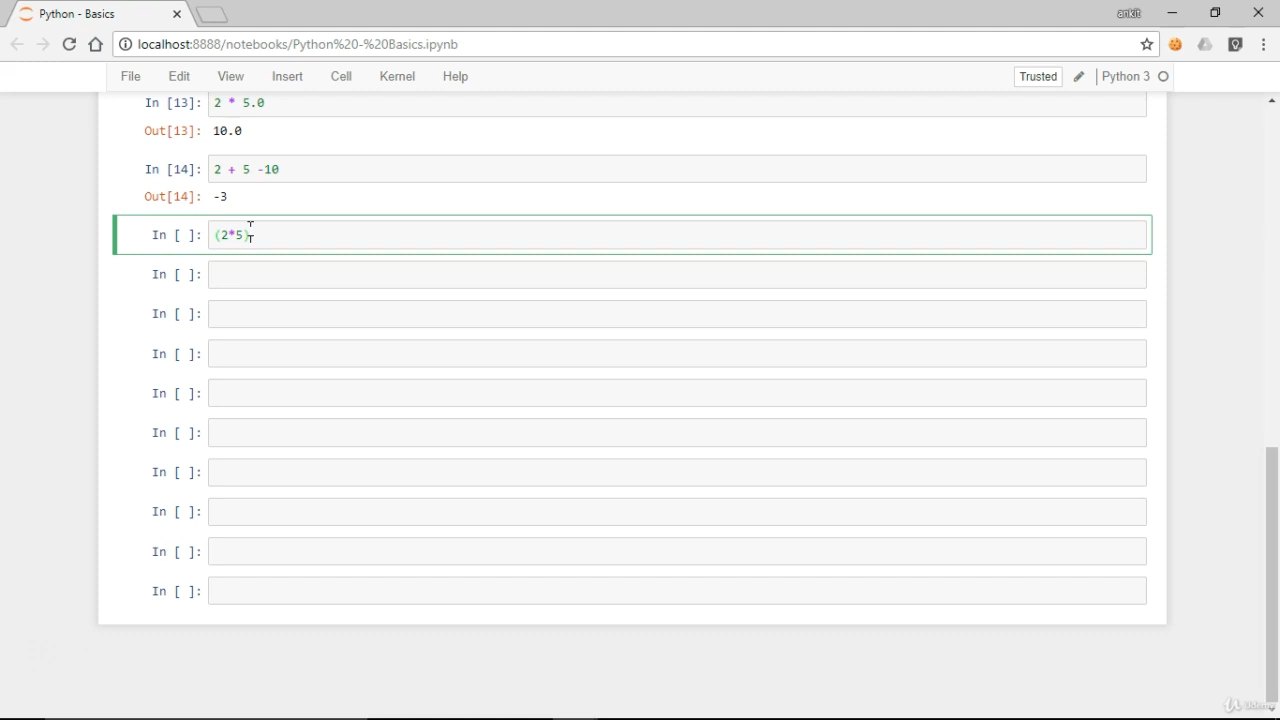 Python - Basics
ankit
localhost:8888/notebooks/Python%20-%20Basics.ipynb
File Edit View Insert Cell Kernel Help Trusted Python 3
In [13]: 2 * 5.0
Out[13]: 10.0
In [14]: 2 + 5 -10
Out[14]: -3
In [ ]: (2*5)
In [ ]:
In [ ]:
In [ ]:
In [ ]:
In [ ]:
In [ ]:
In [ ]:
In [ ]:
In [ ]:
Udemy